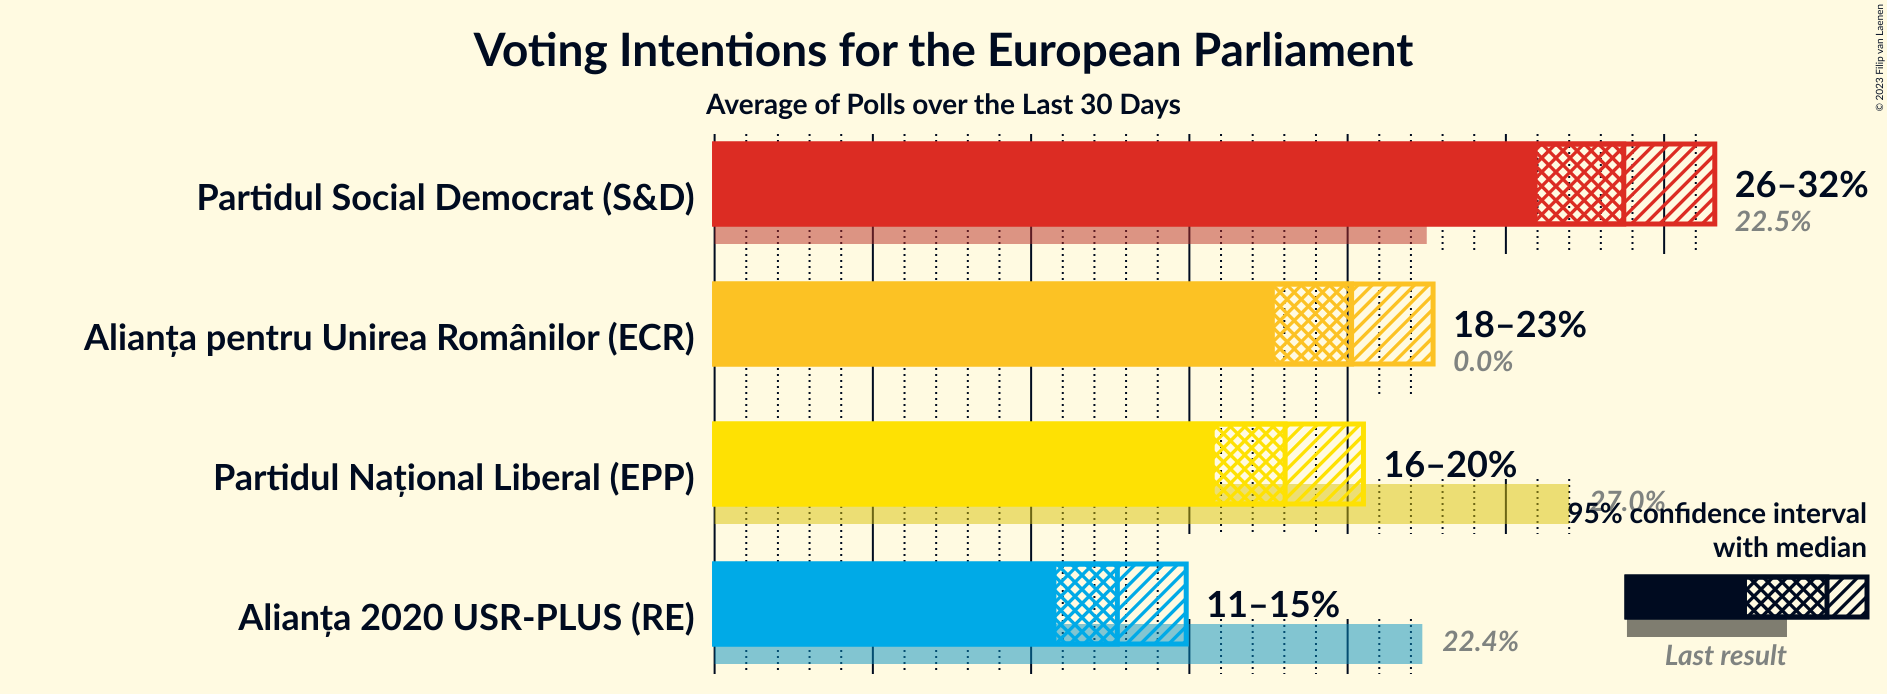 Voting Intentions for the European Parliament
Average of Polls over the Last 30 Days
© 2023 Filip van Laenen
Partidul Social Democrat (S&D)
26–32%
22.5%
Alianța pentru Unirea Românilor (ECR)
18–23%
0.0%
Partidul Național Liberal (EPP)
16–20%
27.0%
95% confidence interval
with median
Alianța 2020 USR-PLUS (RE)
11–15%
22.4%
Last result